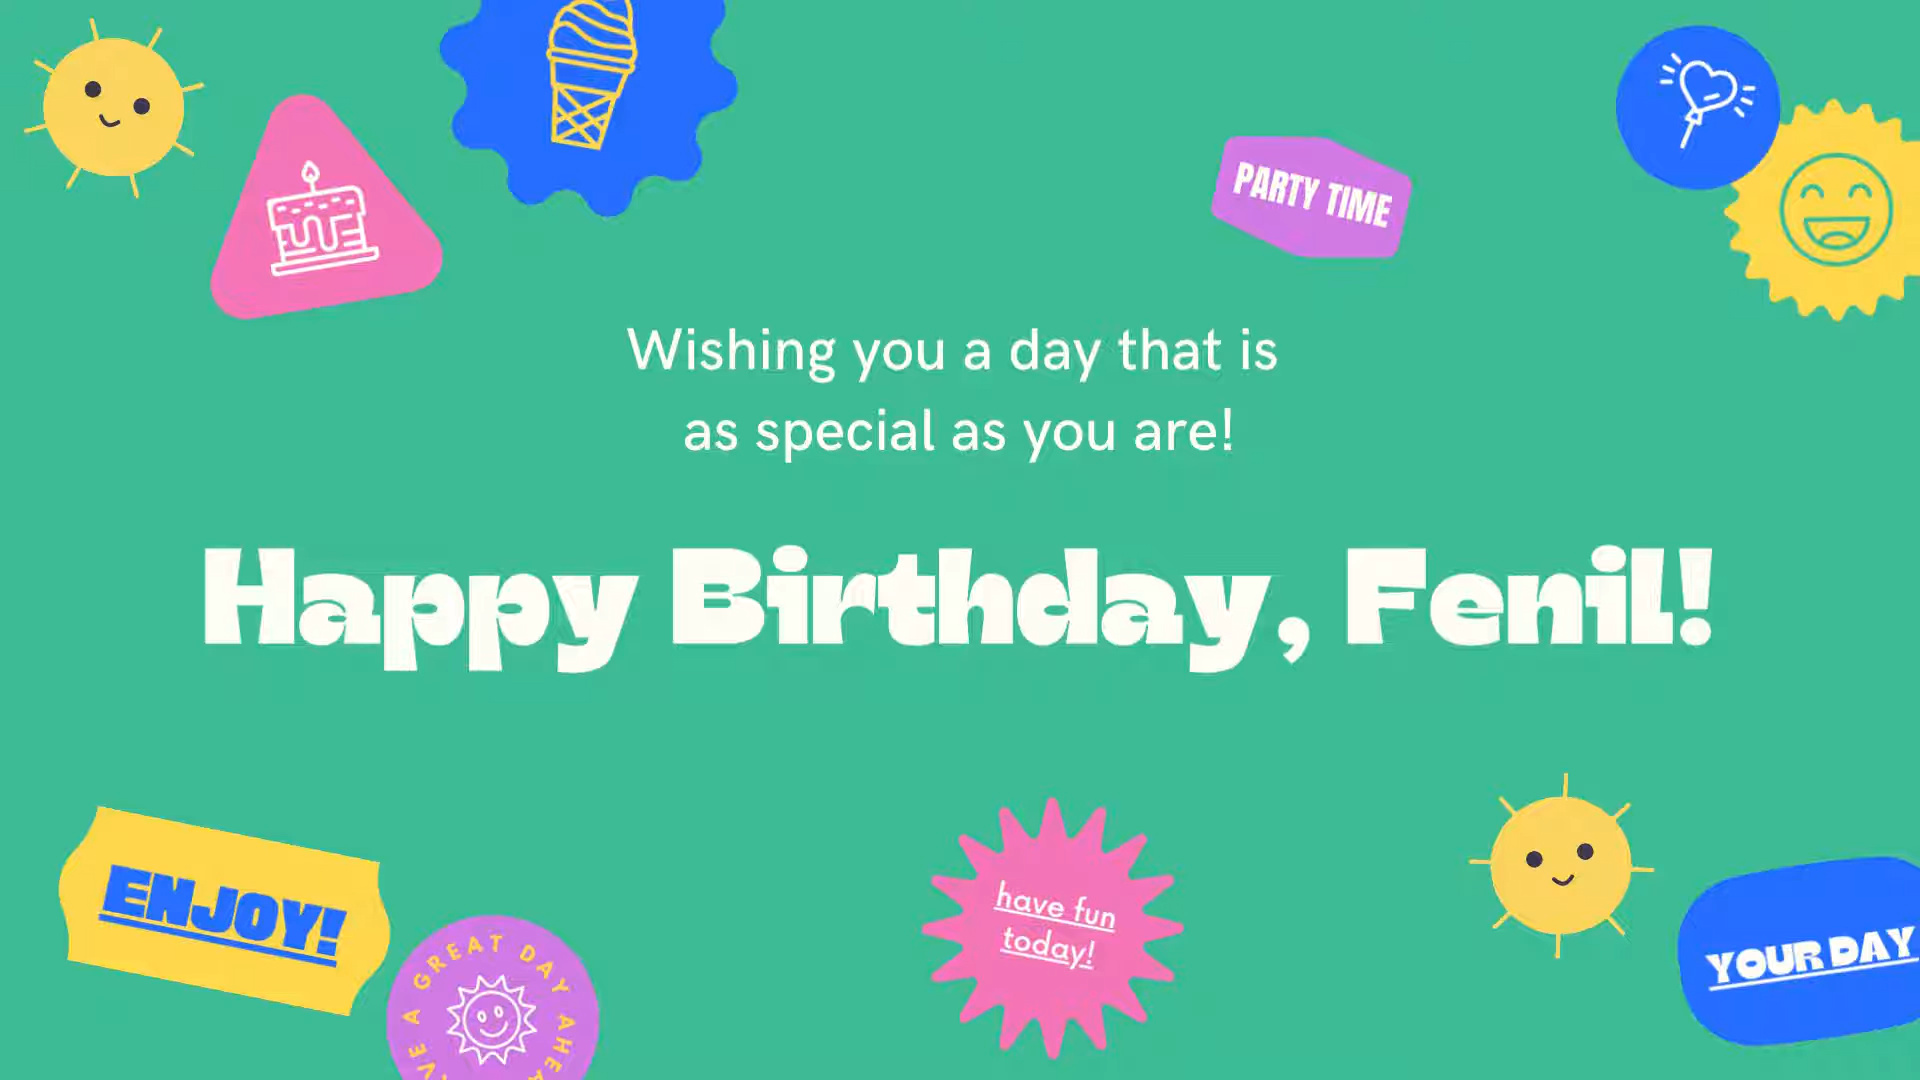 PARTY TIME
Wishing you a day that is
as special as you are!
Happy Birthday, Fenil!
ENJOY!
A GREAT DAY
have fun
today!
YOUR DAY